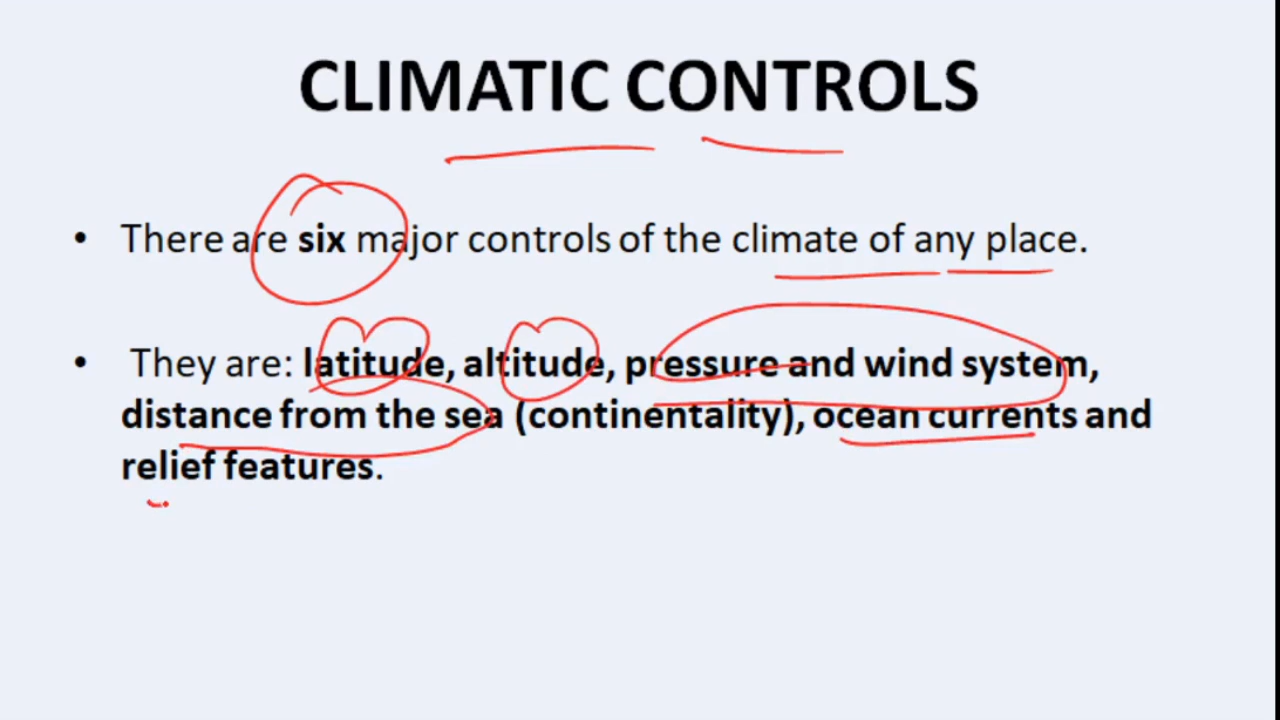 CLIMATIC CONTROLS
• There are six major controls of the climate of any place.
• They are: latitude, altitude, pressure and wind system,
distance from the sea (continentality), ocean currents and
relief features.